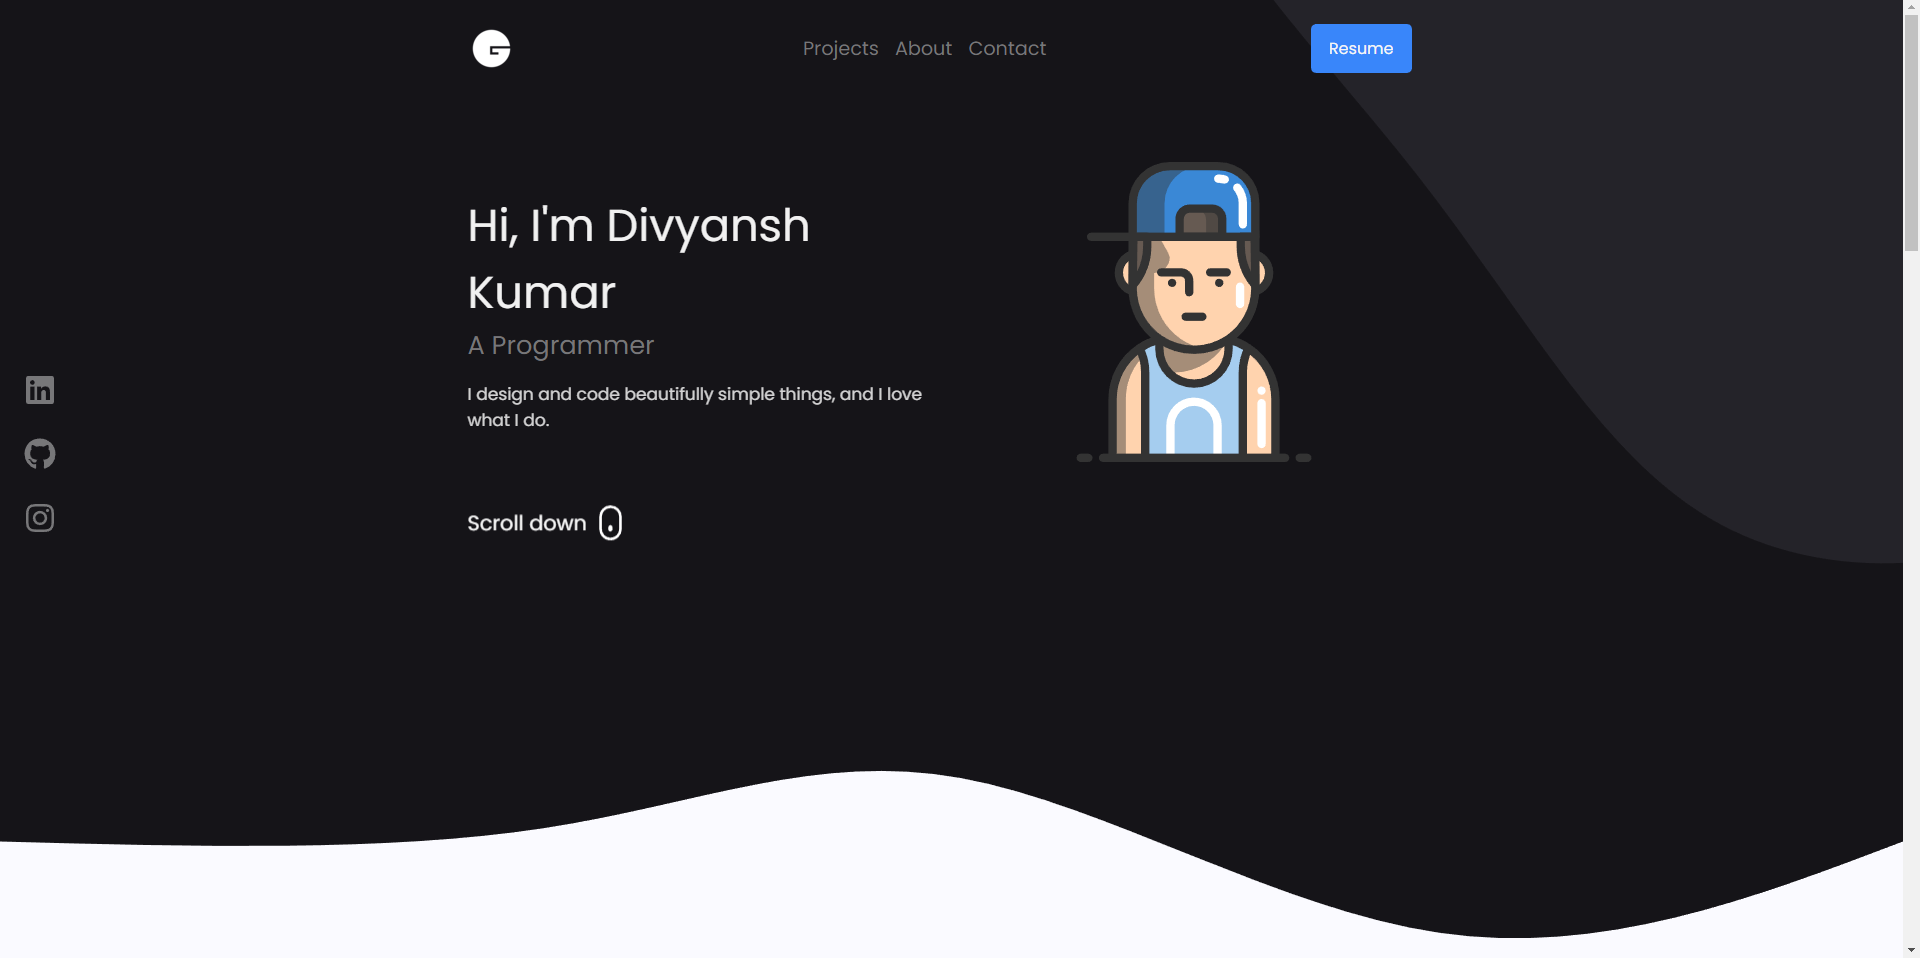 Projects About Contact
Resume
Hi, I'm Divyansh
Kumar
A Programmer
I design and code beautifully simple things, and I love
what I do.
in
Scroll down